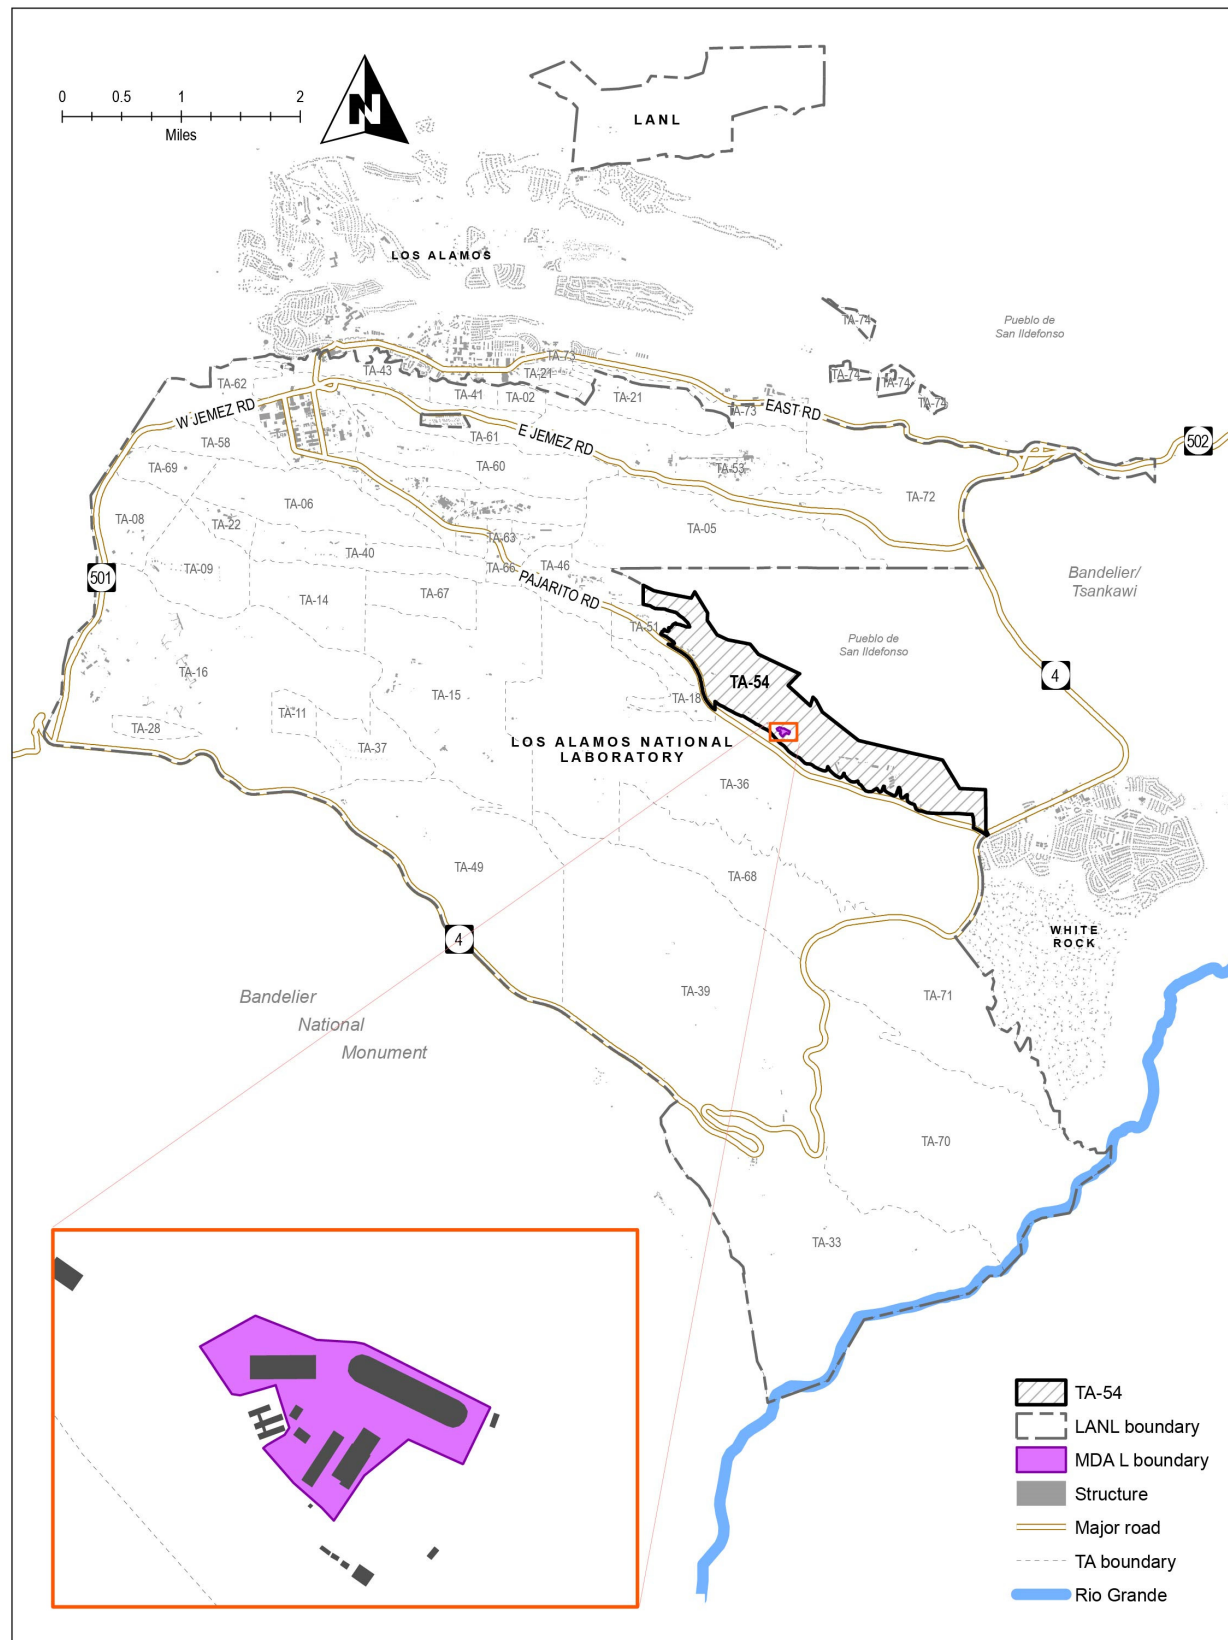 0 0.5 1 2
Miles
N
LANL
LOS ALAMOS
Pueblo de
San Ildefonso
TA-74
TA-74
TA-74
TA-74
TA-73
TA-62
TA-43
TA-21
TA-41
TA-02
TA-21
TA-73
EAST RD
W JEMEZ RD
E JEMEZ RD
502
TA-58
TA-61
TA-69
TA-60
TA-53
TA-72
TA-06
TA-08
TA-22
TA-05
TA-63
TA-40
TA-09
TA-66
TA-46
501
PAJARITO RD
TA-14
TA-67
Bandelier/
Tsankawi
TA-51
Pueblo de
San Ildefonso
TA-16
4
TA-54
TA-15
TA-18
TA-11
TA-28
TA-37
LOS ALAMOS NATIONAL
LABORATORY
TA-36
TA-49
TA-68
WHITE
ROCK
4
TA-39
TA-71
Bandelier
National
Monument
TA-70
TA-33
TA-54
LANL boundary
MDA L boundary
Structure
Major road
TA boundary
Rio Grande